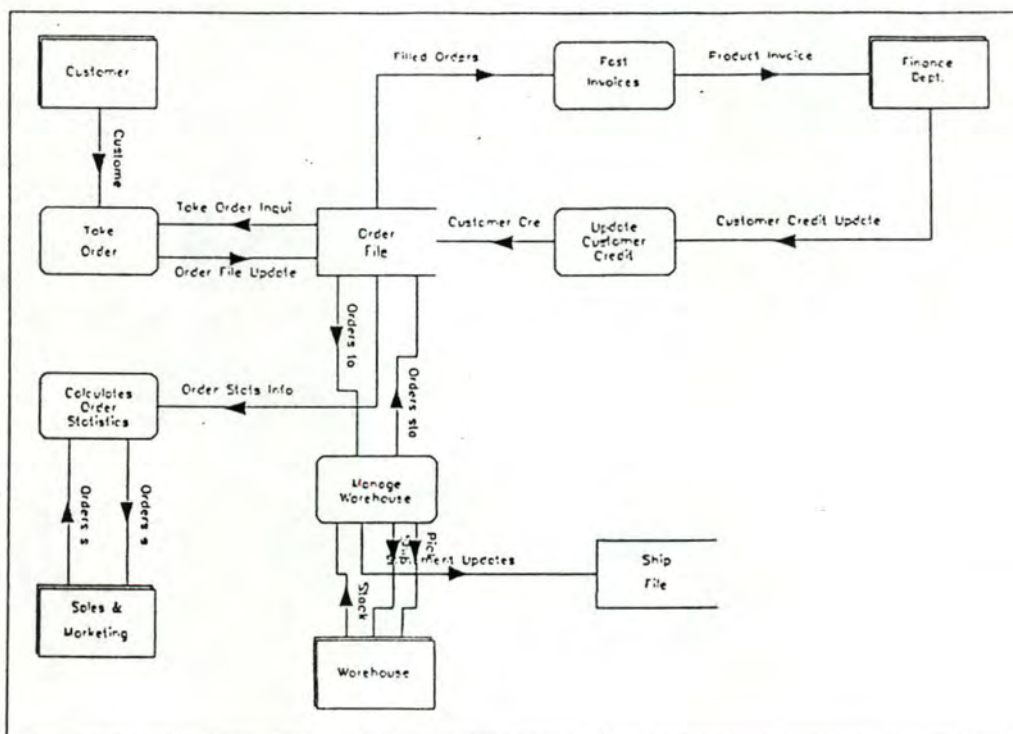 Customer
Filled Orders
Post
Invoices
Product Invoice
Finance
Dept.
Custome
Take Order Inqui
Take
Order
Order File Update
Order
File
Customer Cre
Update
Customer
Credit
Customer Credit Update
Orders to
Orders sta
Calculates
Order
Statistics
Order Stats Info
Manage
Warehouse
Orders s
Orders s
Pick
Stock
Updates
Ship
File
Sales &
Marketing
Warehouse